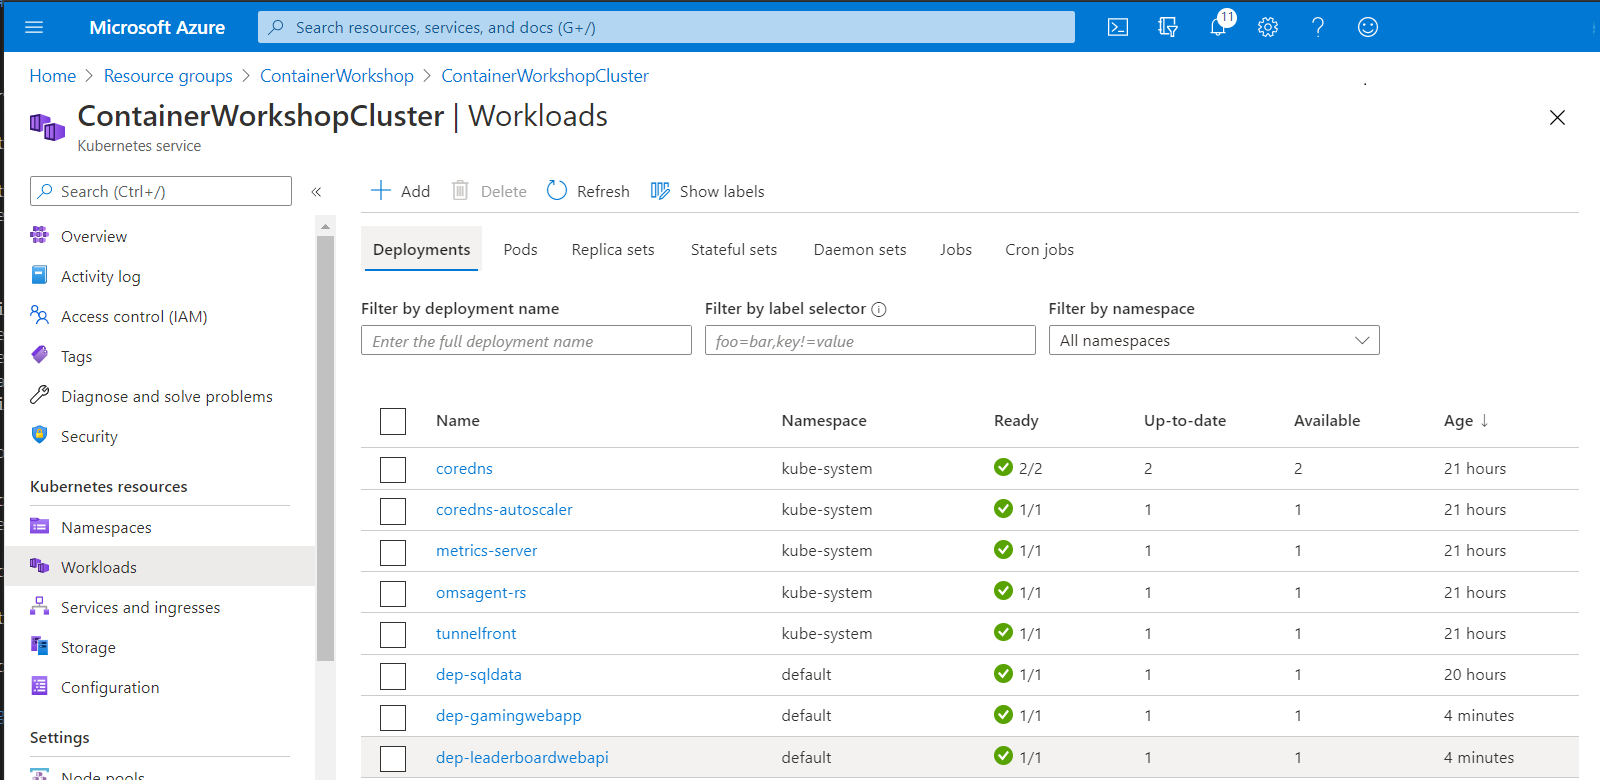 Microsoft Azure
Search resources, services, and docs (G+/)
11
Home > Resource groups > ContainerWorkshop > ContainerWorkshopCluster
ContainerWorkshopCluster | Workloads
Kubernetes service
Search (Ctrl+/)
«
Add
Delete
Refresh
Show labels
Overview
Activity log
Access control (IAM)
Tags
Diagnose and solve problems
Security
Kubernetes resources
Namespaces
Workloads
Services and ingresses
Storage
Configuration
Settings
Node pools
Deployments Pods Replica sets Stateful sets Daemon sets Jobs Cron jobs
Filter by deployment name
Enter the full deployment name
Filter by label selector
foo=bar,key!=value
Filter by namespace
All namespaces
Name Namespace Ready Up-to-date Available Age ↓
coredns kube-system 2/2 2 2 21 hours
coredns-autoscaler kube-system 1/1 1 1 21 hours
metrics-server kube-system 1/1 1 1 21 hours
omsagent-rs kube-system 1/1 1 1 21 hours
tunnelfront kube-system 1/1 1 1 21 hours
dep-sqldata default 1/1 1 1 20 hours
dep-gamingwebapp default 1/1 1 1 4 minutes
dep-leaderboardwebapi default 1/1 1 1 4 minutes